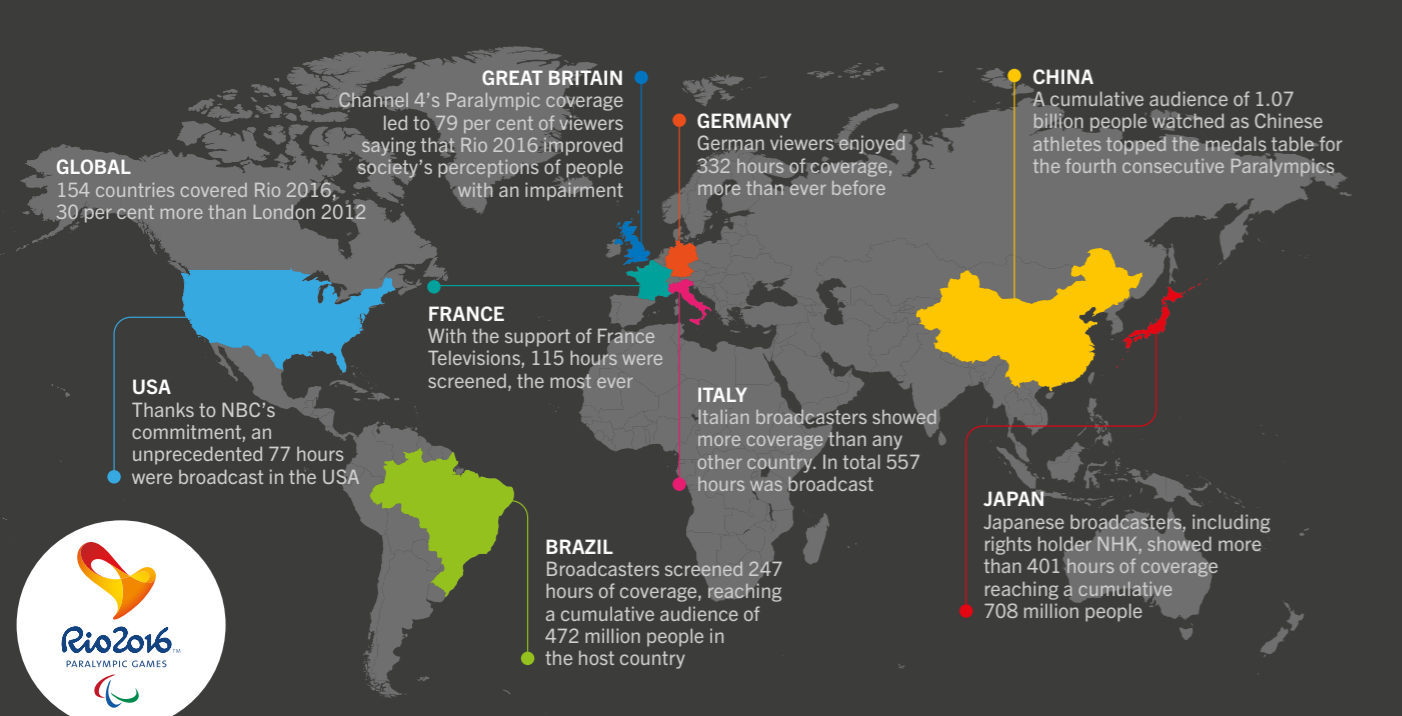 GREAT BRITAIN
Channel 4's Paralympic coverage
led to 79 per cent of viewers
saying that Rio 2016 improved
society's perceptions of people
with an impairment
GERMANY
German viewers enjoyed
332 hours of coverage,
more than ever before
CHINA
A cumulative audience of 1.07
billion people watched as Chinese
athletes topped the medals table for
the fourth consecutive Paralympics
GLOBAL
154 countries covered Rio 2016,
30 per cent more than London 2012
FRANCE
With the support of France
Televisions, 115 hours were
screened, the most ever
USA
Thanks to NBC's
commitment, an
unprecedented 77 hours
were broadcast in the USA
ITALY
Italian broadcasters showed
more coverage than any
other country. In total 557
hours was broadcast
JAPAN
Japanese broadcasters, including
rights holder NHK, showed more
than 401 hours of coverage
reaching a cumulative
708 million people
BRAZIL
Broadcasters screened 247
hours of coverage, reaching
a cumulative audience of
472 million people in
the host country
Rio2016™
PARALYMPIC GAMES